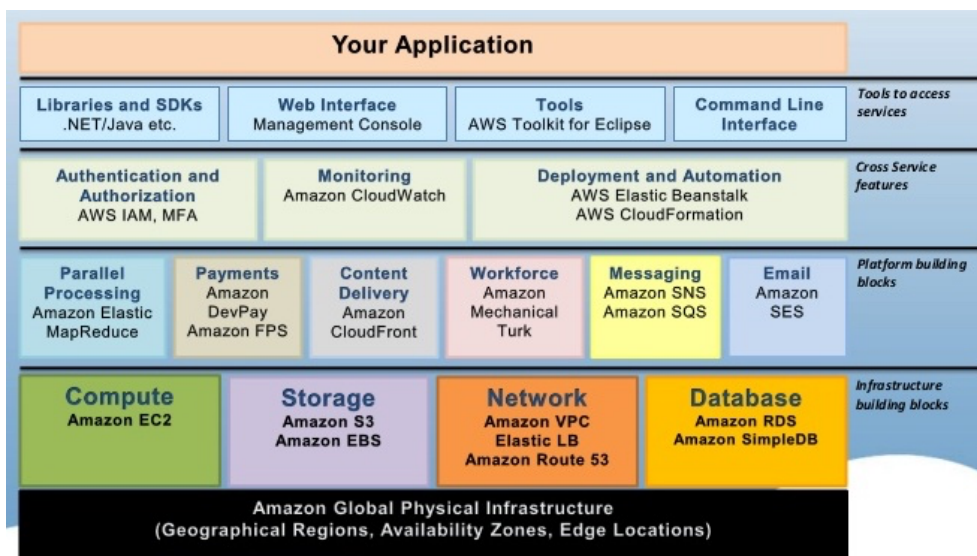 Your Application
Libraries and SDKs
.NET/Java etc.
Web Interface
Management Console
Tools
AWS Toolkit for Eclipse
Command Line
Interface
Tools to access
services
Authentication and
Authorization
AWS IAM, MFA
Monitoring
Amazon CloudWatch
Deployment and Automation
AWS Elastic Beanstalk
AWS CloudFormation
Cross Service
features
Parallel
Processing
Amazon Elastic
MapReduce
Payments
Amazon
DevPay
Amazon FPS
Content
Delivery
Amazon
CloudFront
Workforce
Amazon
Mechanical
Turk
Messaging
Amazon SNS
Amazon SQS
Email
Amazon
SES
Platform building
blocks
Compute
Amazon EC2
Storage
Amazon S3
Amazon EBS
Network
Amazon VPC
Elastic LB
Amazon Route 53
Database
Amazon RDS
Amazon SimpleDB
Infrastructure
building blocks
Amazon Global Physical Infrastructure
(Geographical Regions, Availability Zones, Edge Locations)